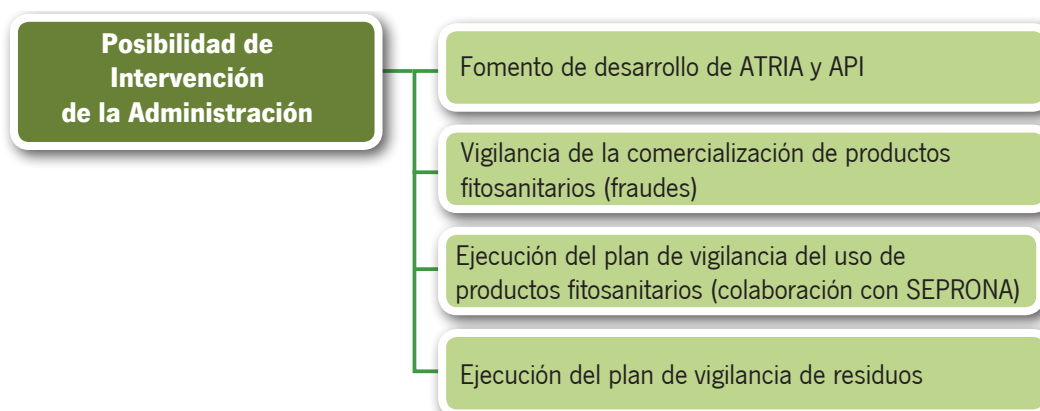 Posibilidad de
Intervención
de la Administración
Fomento de desarrollo de ATRIA y API
Vigilancia de la comercialización de productos
fitosanitarios (fraudes)
Ejecución del plan de vigilancia del uso de
productos fitosanitarios (colaboración con SEPRONA)
Ejecución del plan de vigilancia de residuos